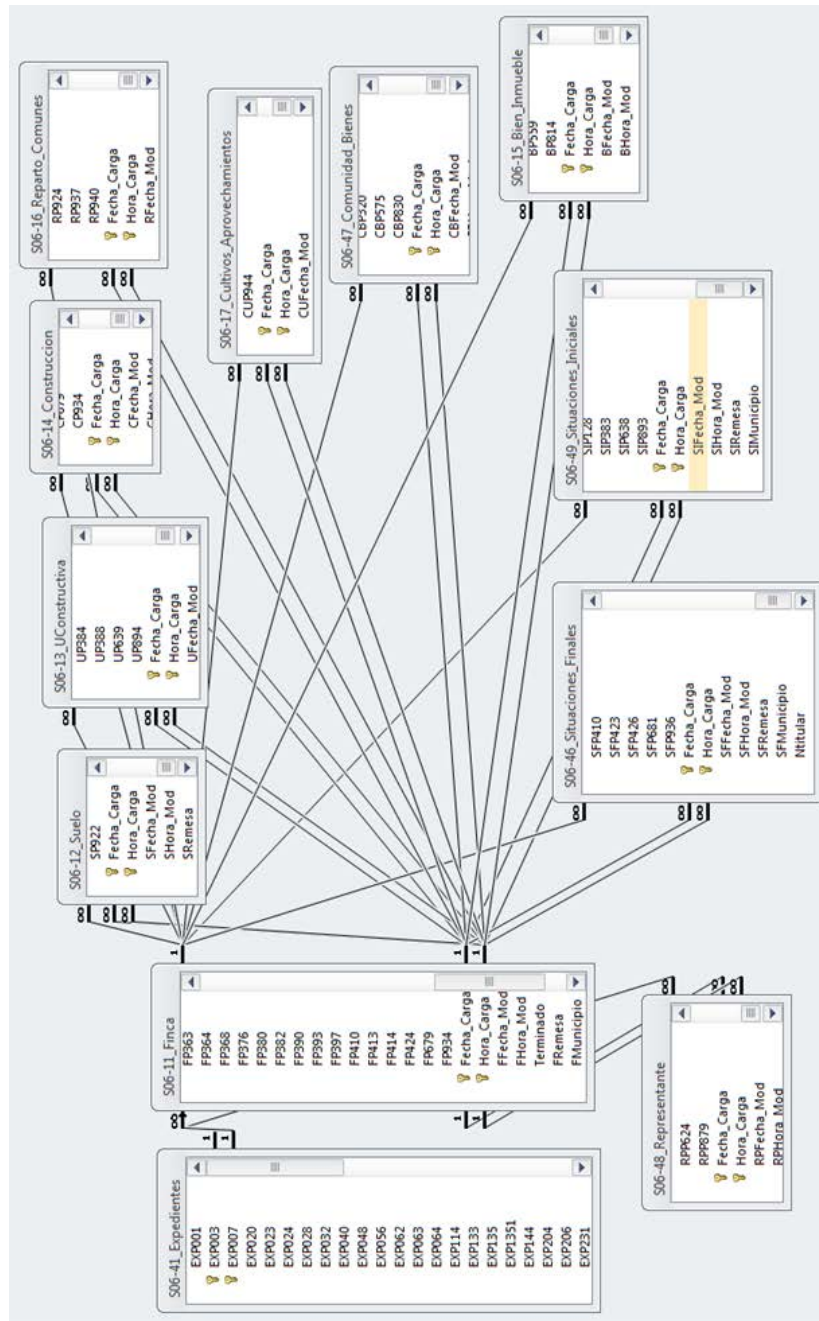 S06-41_Expedientes
EXP001
EXP003
EXP007
EXP020
EXP023
EXP024
EXP028
EXP032
EXP040
EXP048
EXP056
EXP062
EXP063
EXP064
EXP114
EXP133
EXP135
EXP1351
EXP144
EXP204
EXP206
EXP231
S06-11_Finca
FP363
FP364
FP368
FP376
FP380
FP382
FP390
FP393
FP397
FP410
FP413
FP414
FP424
FP679
FP934
Fecha_Carga
Hora_Carga
FFecha_Mod
FHora_Mod
Terminado
FRemesa
FMunicipio
S06-48_Representante
RPP624
RPP879
Fecha_Carga
Hora_Carga
RPFecha_Mod
RPHora_Mod
S06-12_Suelo
SP922
Fecha_Carga
Hora_Carga
SFecha_Mod
SHora_Mod
SRemesa
S06-13_UConstructiva
UP384
UP388
UP639
UP894
Fecha_Carga
Hora_Carga
UFecha_Mod
S06-14_Construccion
CP679
CP934
Fecha_Carga
Hora_Carga
CFecha_Mod
CHora_Mod
S06-16_Reparto_Comunes
RP924
RP937
RP940
Fecha_Carga
Hora_Carga
RFecha_Mod
S06-17_Cultivos_Aprovechamientos
CUP944
Fecha_Carga
Hora_Carga
CUFecha_Mod
S06-47_Comunidad_Bienes
CBP520
CBP575
CBP830
Fecha_Carga
Hora_Carga
CBFecha_Mod
S06-15_Bien_Inmueble
BP559
BP814
Fecha_Carga
Hora_Carga
BFecha_Mod
BHora_Mod
S06-49_Situaciones_Iniciales
SIP128
SIP383
SIP638
SIP893
Fecha_Carga
Hora_Carga
SIFecha_Mod
SIHora_Mod
SIRemesa
SIMunicipio
S06-46_Situaciones_Finales
SFP410
SFP423
SFP426
SFP681
SFP936
Fecha_Carga
Hora_Carga
SFFecha_Mod
SFHora_Mod
SFRemesa
SFMunicipio
Ntitular